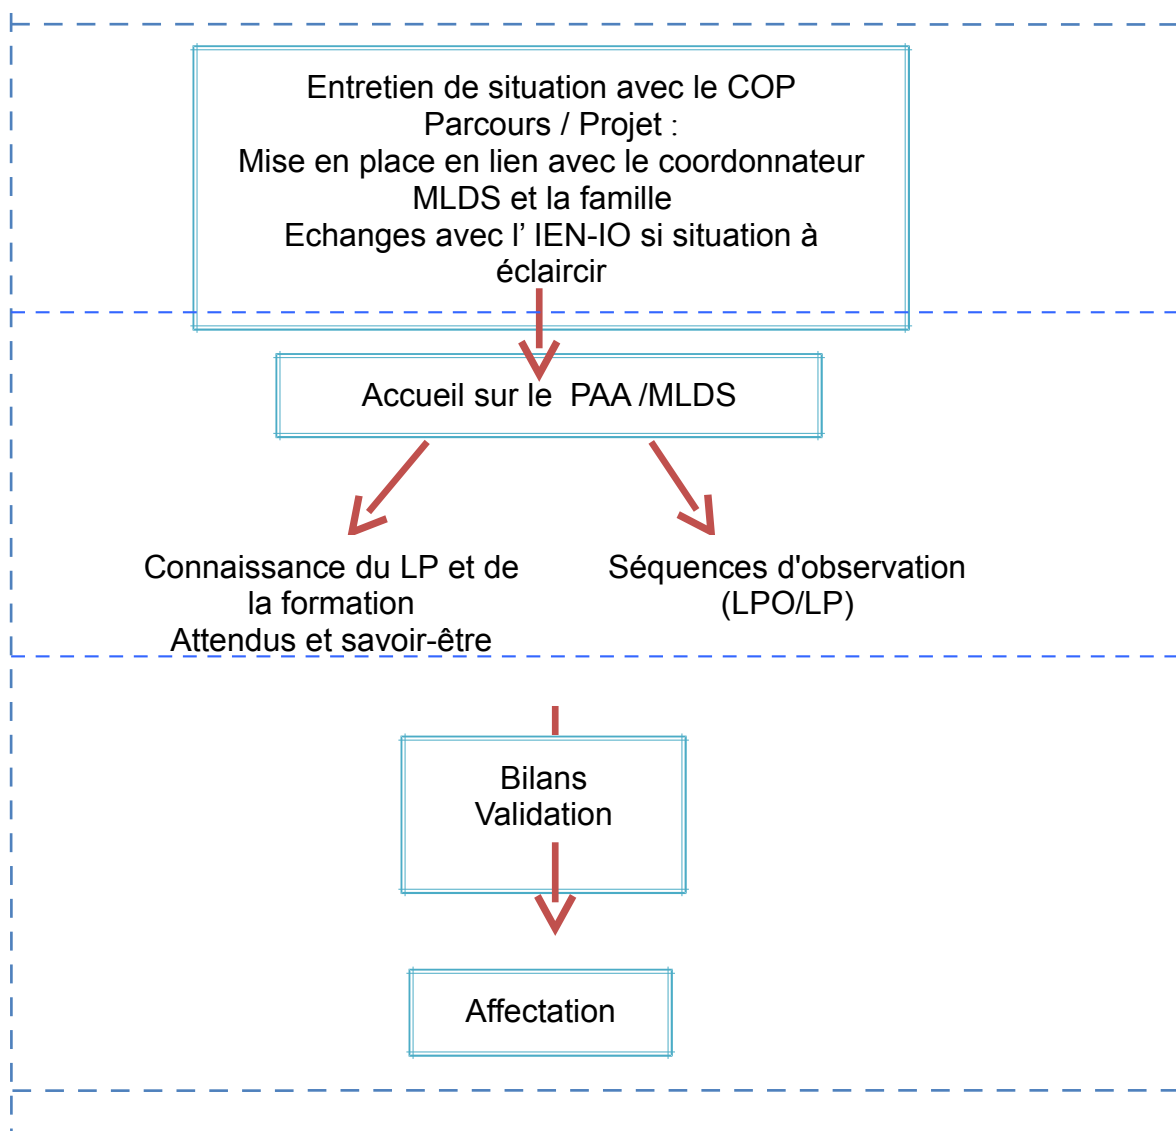 Entretien de situation avec le COP
Parcours / Projet :
Mise en place en lien avec le coordonnateur
MLDS et la famille
Echanges avec l’ IEN-IO si situation à
éclaircir
Accueil sur le  PAA /MLDS
Connaissance du LP et de
la formation
Attendus et savoir-être
Séquences d'observation
(LPO/LP)
Bilans
Validation
Affectation